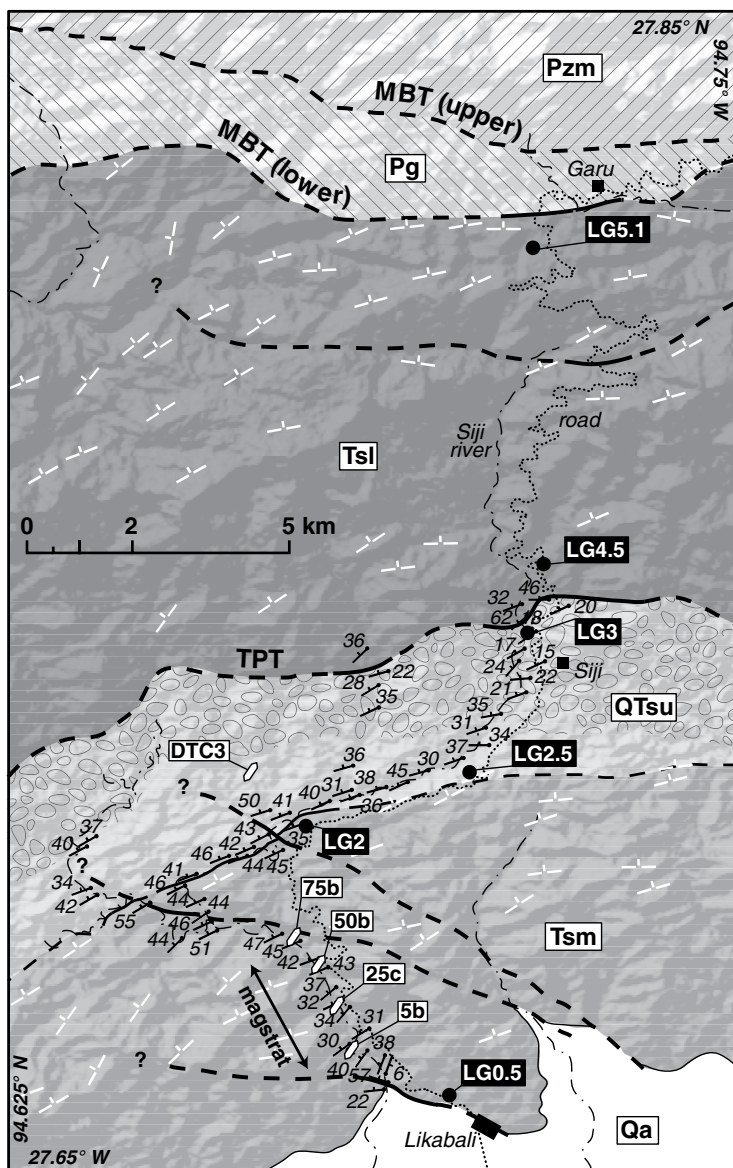 27.85° N
94.75° W
Pzm
MBT (upper)
MBT (lower)
Pg
Garu
LG5.1
?
Siji
river
road
Tsl
0 2 5 km
LG4.5
46
32
62
8
20
LG3
17
15
24
22
Siji
21
36
TPT
22
28
35
QTsu
35
31
34
DTC3
36
37
LG2.5
30
45
38
31
40
36
?
50
41
43
35
LG2
42
46
44
45
37
40
?
41
46
34
42
44
44
55
46
44
51
75b
47
45
50b
42
43
Tsm
37
32
25c
34
magstrat
31
5b
30
38
?
40
57
6
22
LG0.5
94.625° N
Likabali
Qa
27.65° W